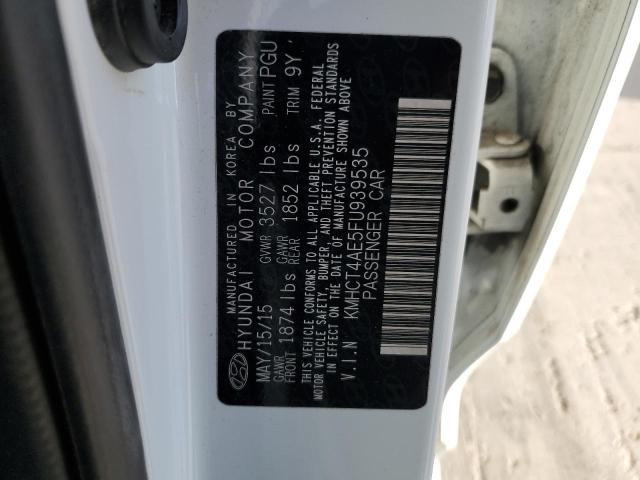 MANUFACTURED IN KOREA BY
HYUNDAI MOTOR COMPANY
MAY/15/15 GVWR 3527 lbs PAINT PGU
GAWR FRONT 1874 lbs GAWR REAR 1852 lbs TRIM 9Y
THIS VEHICLE CONFORMS TO ALL APPLICABLE U.S.A. FEDERAL
MOTOR VEHICLE SAFETY, BUMPER, AND THEFT PREVENTION STANDARDS
IN EFFECT ON THE DATE OF MANUFACTURE SHOWN ABOVE
V.I.N KMHCT4AE5FU939535
PASSENGER CAR